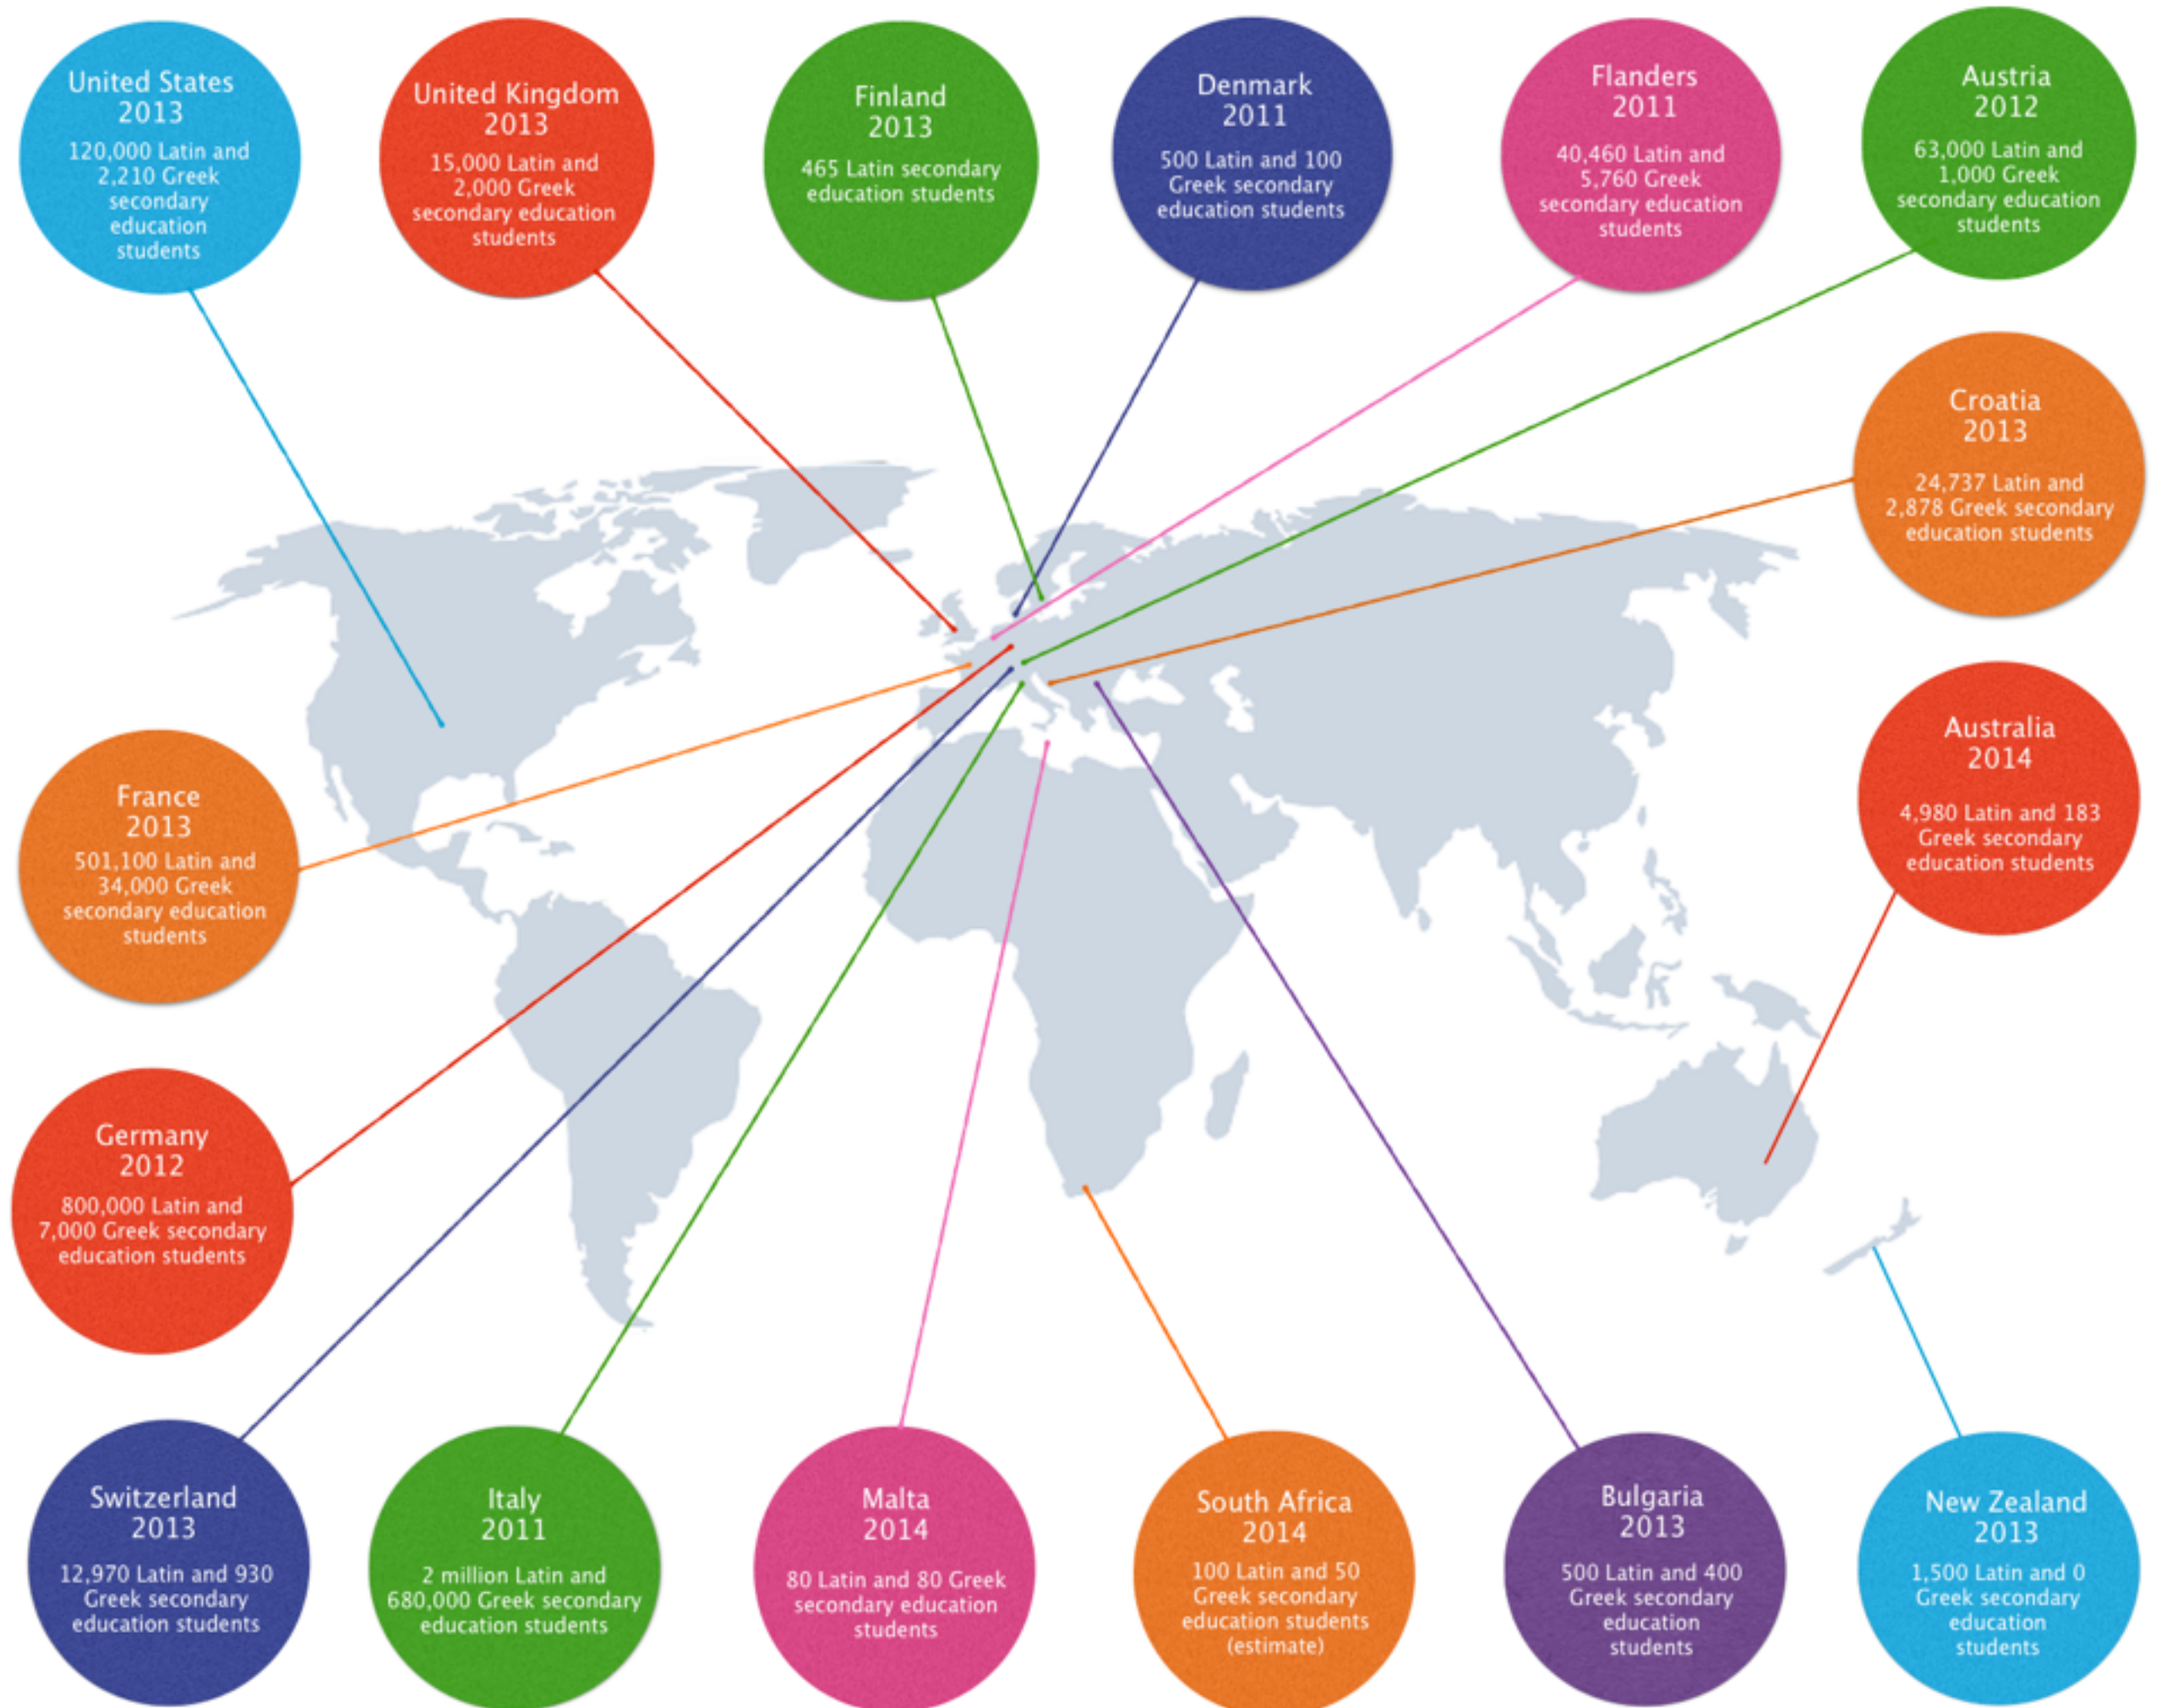 United States
2013
120,000 Latin and
2,210 Greek
secondary
education
students
United Kingdom
2013
15,000 Latin and
2,000 Greek
secondary education
students
Finland
2013
465 Latin secondary
education students
Denmark
2011
500 Latin and 100
Greek secondary
education students
Flanders
2011
40,460 Latin and
5,760 Greek
secondary education
students
Austria
2012
63,000 Latin and
1,000 Greek
secondary education
students
Croatia
2013
24,737 Latin and
2,878 Greek secondary
education students
Australia
2014
4,980 Latin and 183
Greek secondary
education students
France
2013
501,100 Latin and
34,000 Greek
secondary education
students
Germany
2012
800,000 Latin and
7,000 Greek secondary
education students
Switzerland
2013
12,970 Latin and 930
Greek secondary
education students
Italy
2011
2 million Latin and
680,000 Greek secondary
education students
Malta
2014
80 Latin and 80 Greek
secondary education
students
South Africa
2014
100 Latin and 50
Greek secondary
education students
(estimate)
Bulgaria
2013
500 Latin and 400
Greek secondary
education
students
New Zealand
2013
1,500 Latin and 0
Greek secondary
education
students